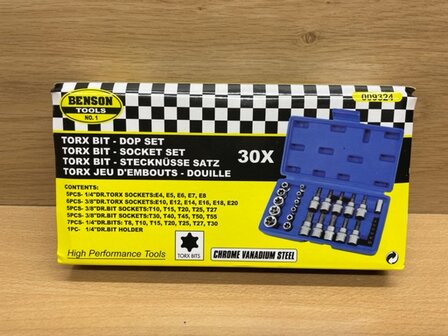 BENSON
TOOLS
NO. 1
009324
TORX BIT - DOP SET
TORX BIT - SOCKET SET
TORX BIT - STECKNÜSSE SATZ
TORX JEU D'EMBOUTS - DOUILLE
30X
CONTENTS:
5PCS- 1/4"DR.TORX SOCKETS:E4, E5, E6, E7, E8
6PCS- 3/8"DR.TORX SOCKETS:E10, E12, E14, E16, E18, E20
5PCS- 3/8"DR.BIT SOCKETS:T10, T15, T20, T25, T27
5PCS- 3/8"DR.BIT SOCKETS:T30, T40, T45, T50, T55
7PCS- 1/4"DR.BITS: T8, T10, T15, T20, T25, T27, T30
1PC- 1/4"DR.BIT HOLDER
High Performance Tools
TORX BITS
CHROME VANADIUM STEEL